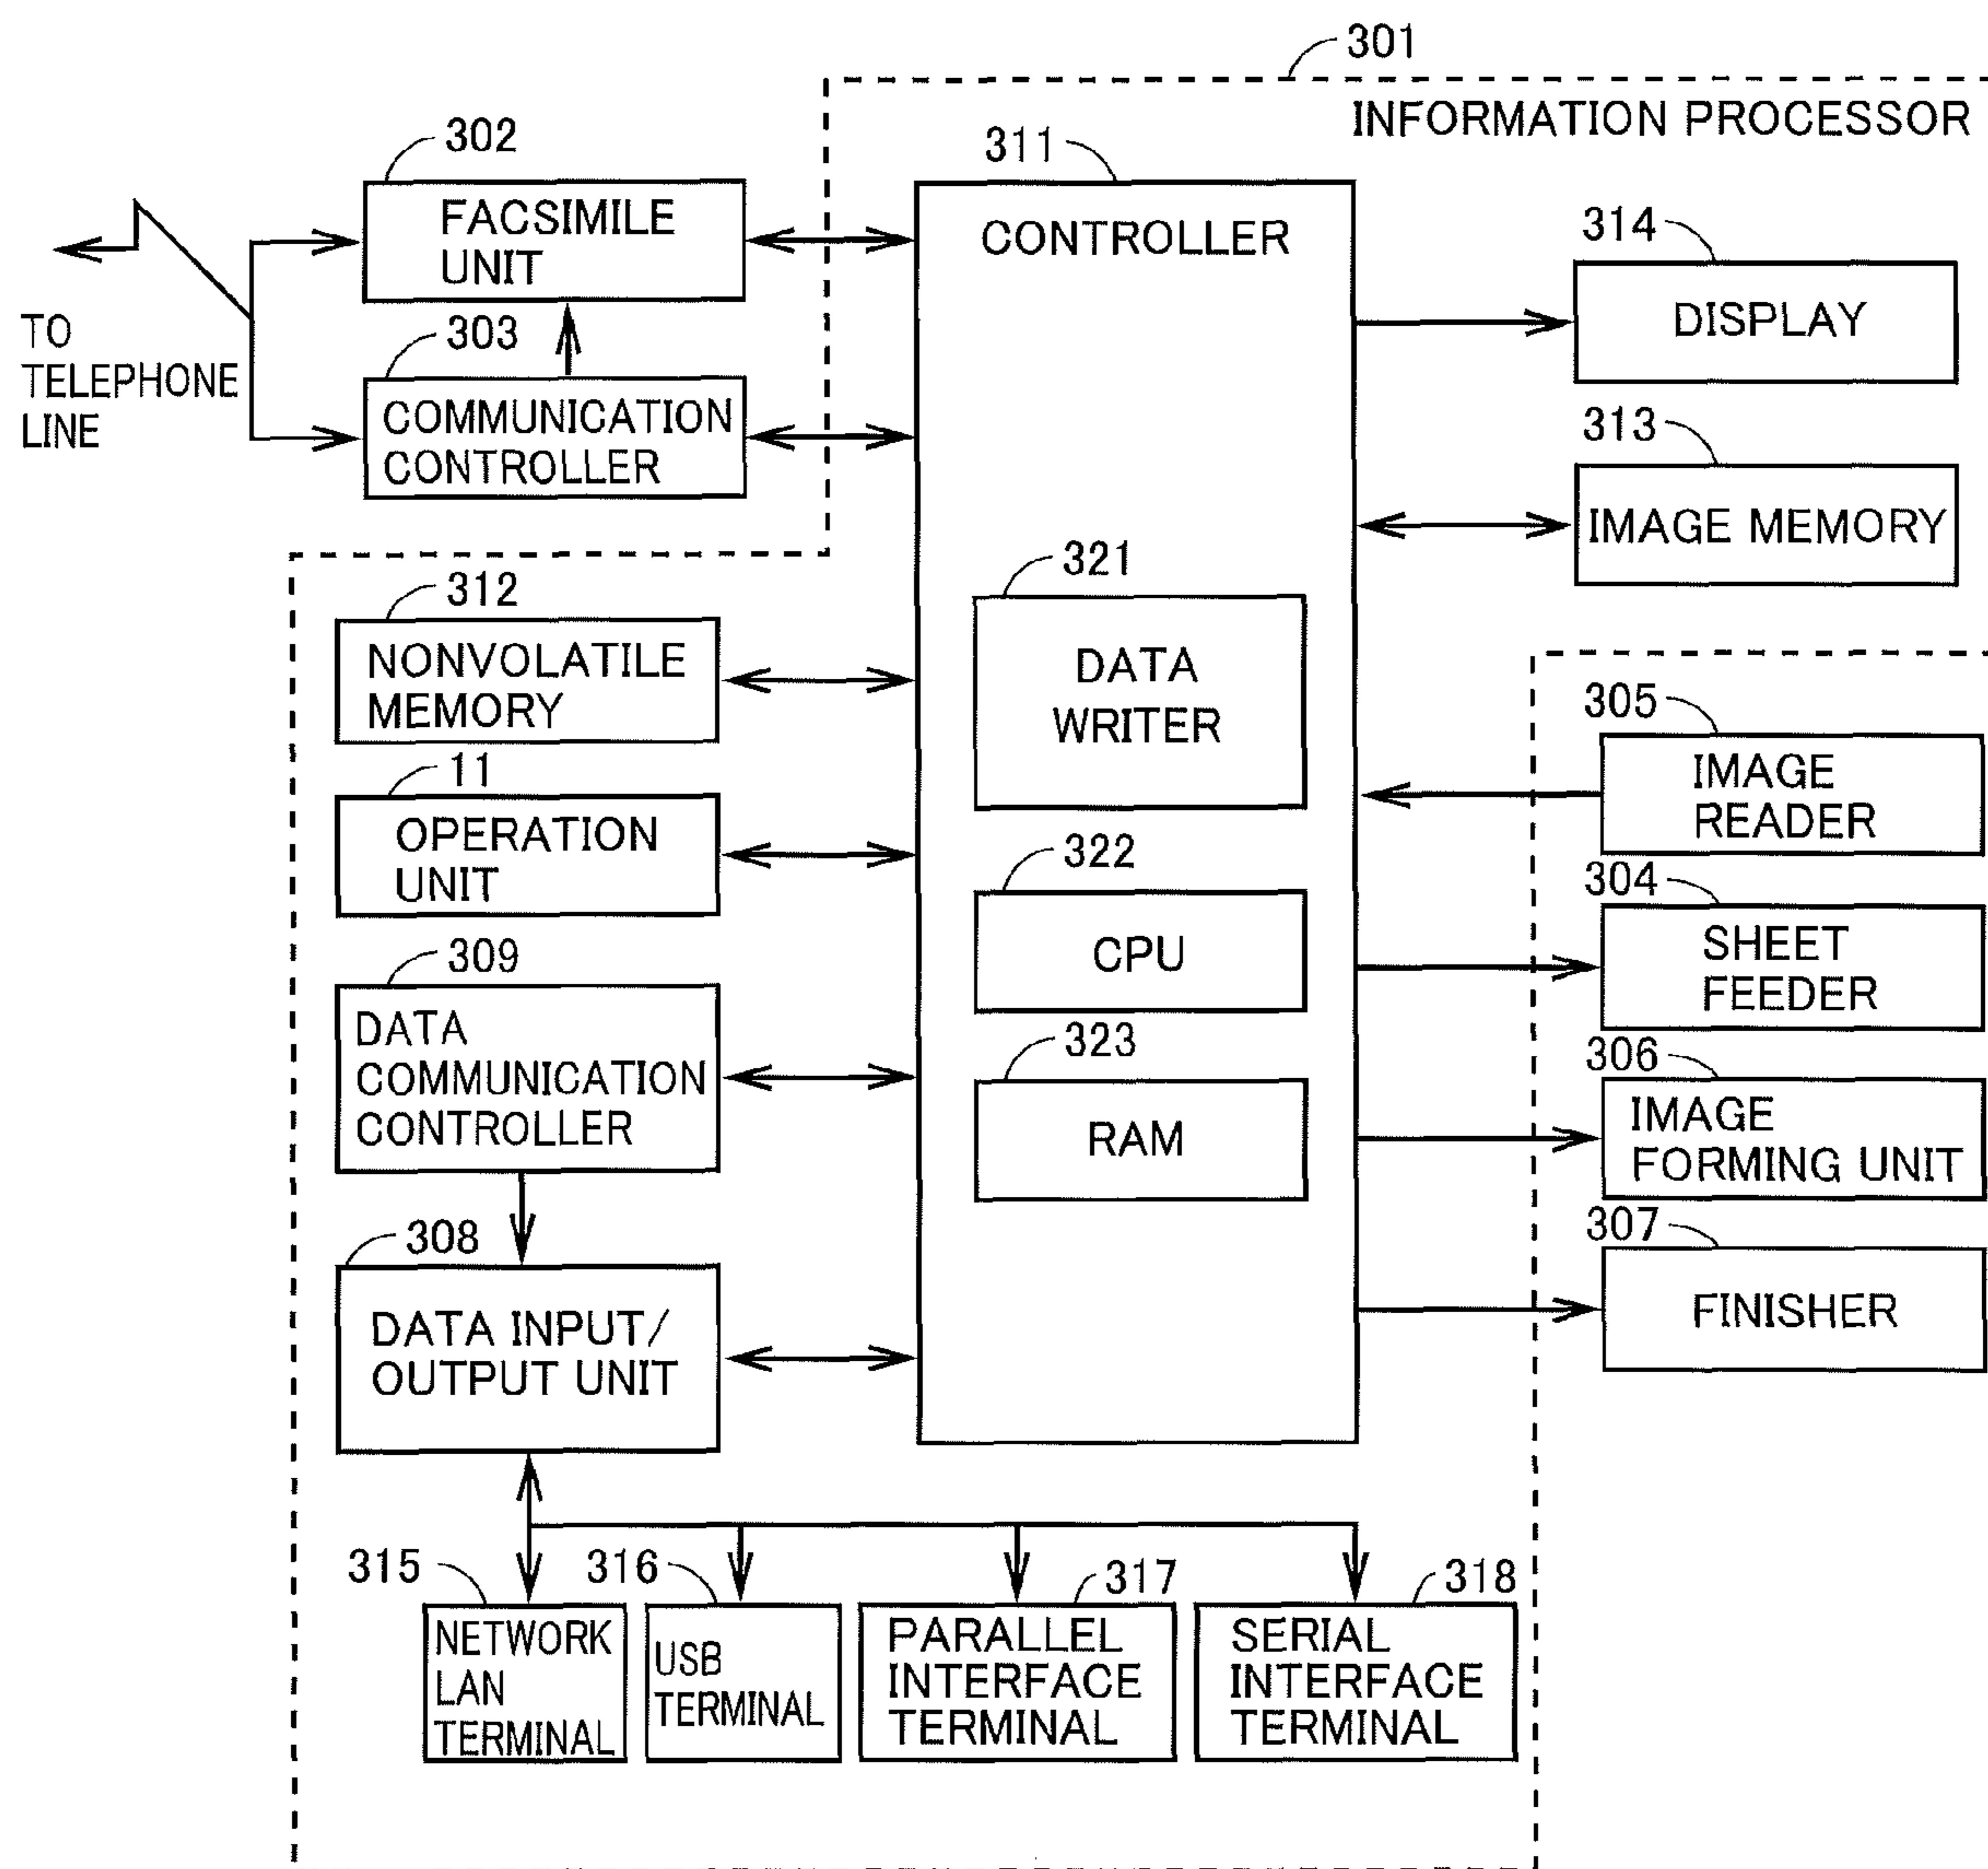 301
INFORMATION PROCESSOR
302
FACSIMILE
UNIT
303
COMMUNICATION
CONTROLLER
TO
TELEPHONE
LINE
311
CONTROLLER
314
DISPLAY
313
IMAGE MEMORY
312
NONVOLATILE
MEMORY
321
DATA
WRITER
305
IMAGE
READER
11
OPERATION
UNIT
322
CPU
304
SHEET
FEEDER
309
DATA
COMMUNICATION
CONTROLLER
323
RAM
306
IMAGE
FORMING UNIT
308
DATA INPUT/
OUTPUT UNIT
307
FINISHER
315
NETWORK
LAN
TERMINAL
316
USB
TERMINAL
317
PARALLEL
INTERFACE
TERMINAL
318
SERIAL
INTERFACE
TERMINAL